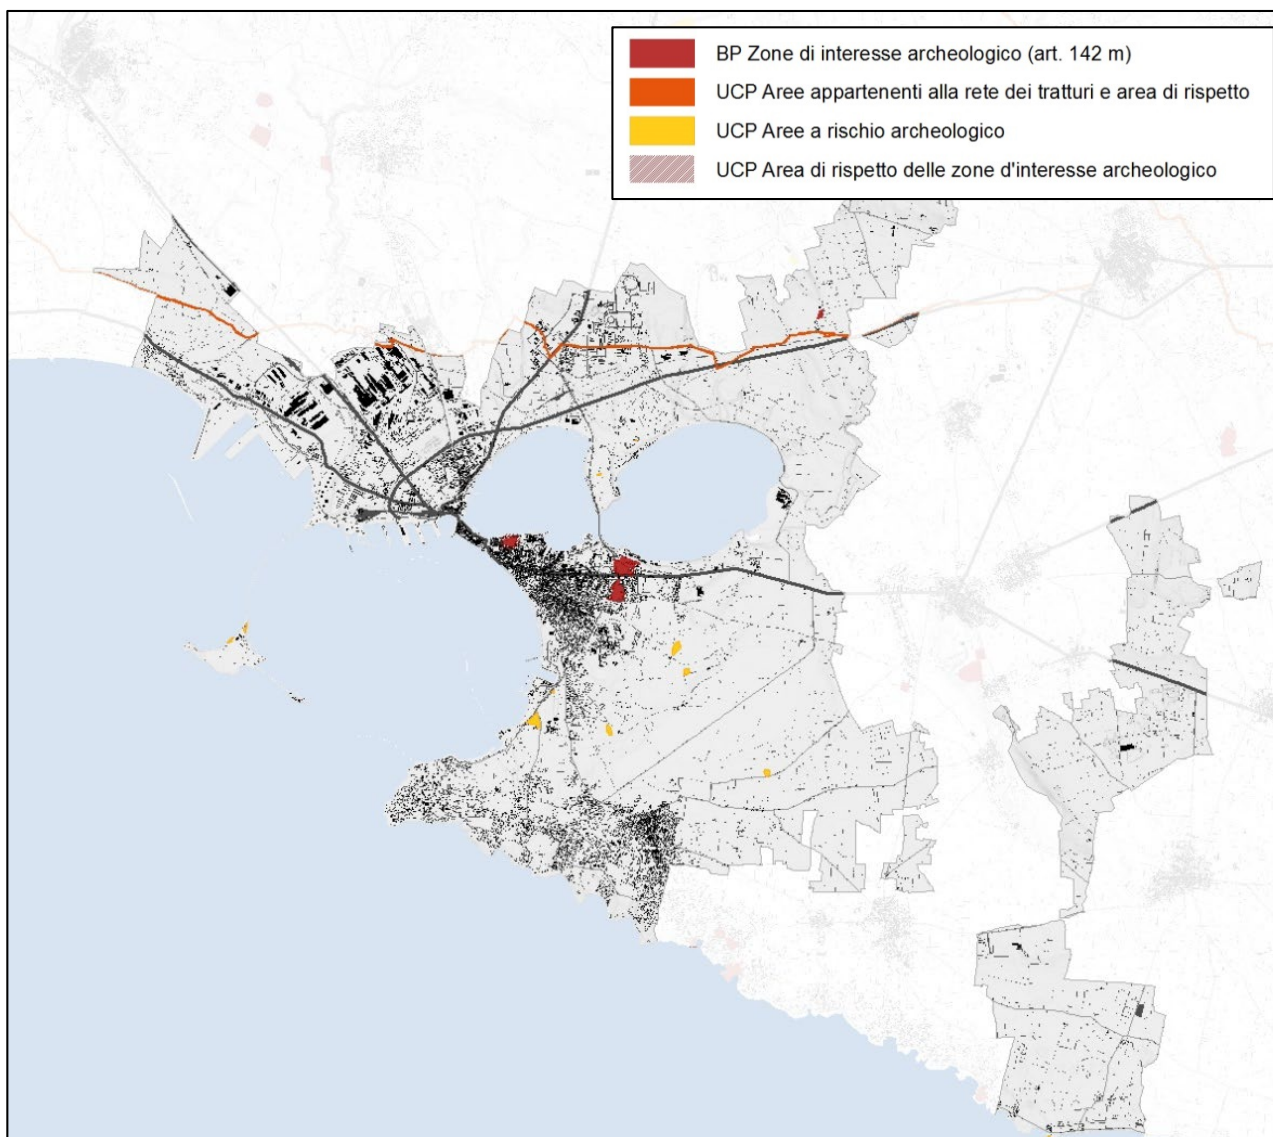 BP Zone di interesse archeologico (art. 142 m)
UCP Aree appartenenti alla rete dei tratturi e area di rispetto
UCP Aree a rischio archeologico
UCP Area di rispetto delle zone d'interesse archeologico